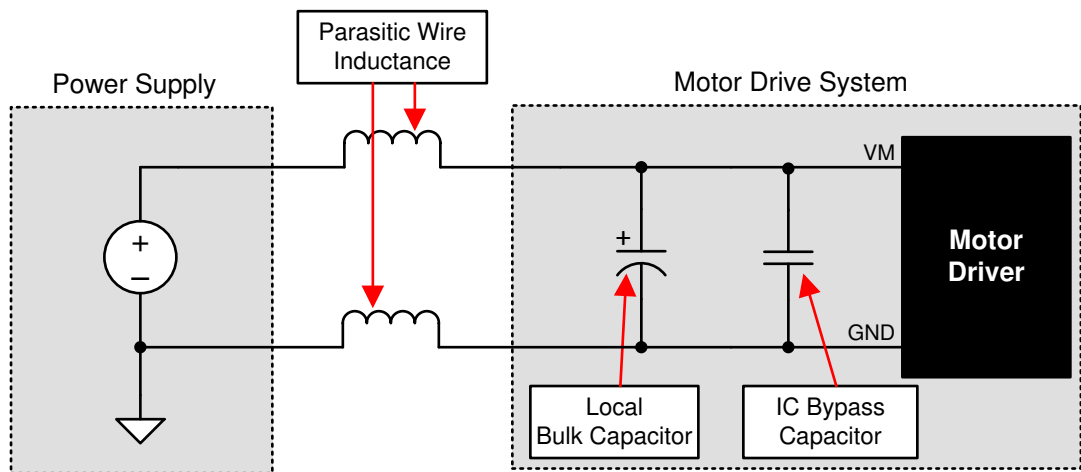 Parasitic Wire
Inductance
Power Supply
Motor Drive System
VM
+
–
+
Motor
Driver
GND
Local
Bulk Capacitor
IC Bypass
Capacitor